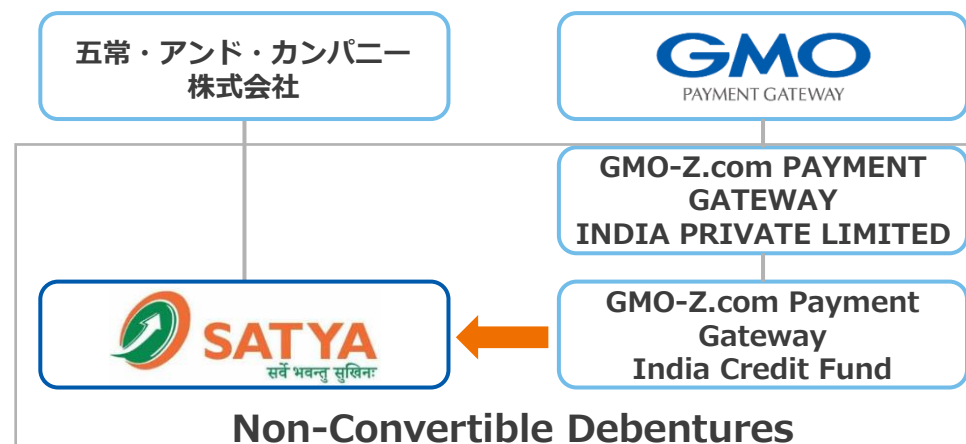 五常・アンド・カンパニー
株式会社
GMO
PAYMENT GATEWAY
GMO-Z.com PAYMENT
GATEWAY
INDIA PRIVATE LIMITED
SATYA
सर्वे भवन्तु सुखिनः
GMO-Z.com Payment
Gateway
India Credit Fund
Non-Convertible Debentures